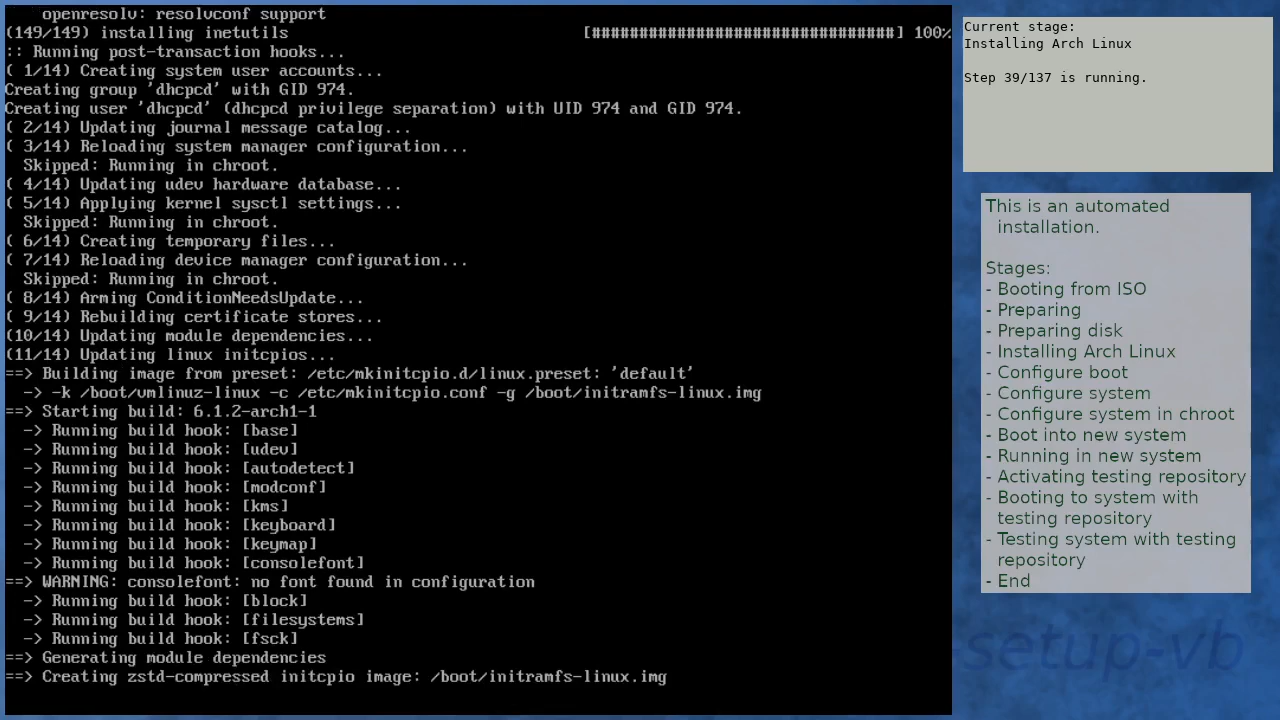 openresolv: resolvconf support
(149/149) installing inetutils [################################] 100%
:: Running post-transaction hooks...
( 1/14) Creating system user accounts...
Creating group 'dhcpcd' with GID 974.
Creating user 'dhcpcd' (dhcpcd privilege separation) with UID 974 and GID 974.
( 2/14) Updating journal message catalog...
( 3/14) Reloading system manager configuration...
Skipped: Running in chroot.
( 4/14) Updating udev hardware database...
( 5/14) Applying kernel sysctl settings...
Skipped: Running in chroot.
( 6/14) Creating temporary files...
( 7/14) Reloading device manager configuration...
Skipped: Running in chroot.
( 8/14) Arming ConditionNeedsUpdate...
( 9/14) Rebuilding certificate stores...
(10/14) Updating module dependencies...
(11/14) Updating linux initcpios...
==> Building image from preset: /etc/mkinitcpio.d/linux.preset: 'default'
-> -k /boot/vmlinuz-linux -c /etc/mkinitcpio.conf -g /boot/initramfs-linux.img
==> Starting build: 6.1.2-arch1-1
-> Running build hook: [base]
-> Running build hook: [udev]
-> Running build hook: [autodetect]
-> Running build hook: [modconf]
-> Running build hook: [kms]
-> Running build hook: [keyboard]
-> Running build hook: [keymap]
-> Running build hook: [consolefont]
==> WARNING: consolefont: no font found in configuration
-> Running build hook: [block]
-> Running build hook: [filesystems]
-> Running build hook: [fsck]
==> Generating module dependencies
==> Creating zstd-compressed initcpio image: /boot/initramfs-linux.img
Current stage:
Installing Arch Linux
Step 39/137 is running.
This is an automated
installation.
Stages:
- Booting from ISO
- Preparing
- Preparing disk
- Installing Arch Linux
- Configure boot
- Configure system
- Configure system in chroot
- Boot into new system
- Running in new system
- Activating testing repository
- Booting to system with
testing repository
- Testing system with testing
repository
- End
-setup-vb